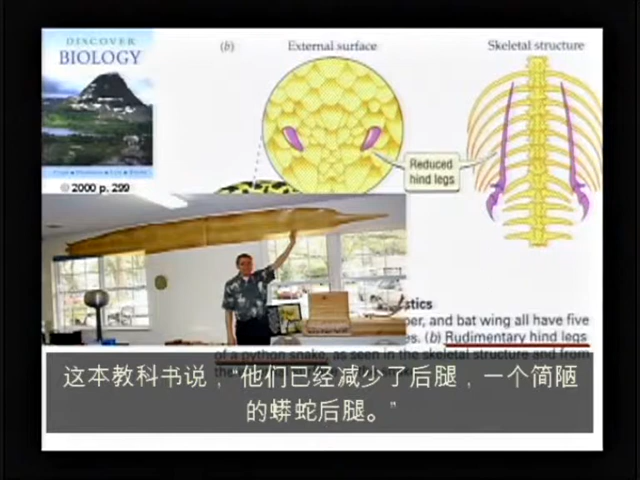 DISCOVER
BIOLOGY
© 2000 p. 299
(b)
External surface
Skeletal structure
Reduced
hind legs
stics
per, and bat wing all have five
es. (b) Rudimentary hind legs
of a python snake, as seen in the skeletal structure and from
这本教科书说，“他们已经减少了后腿，一个简陋
的蟒蛇后腿。”